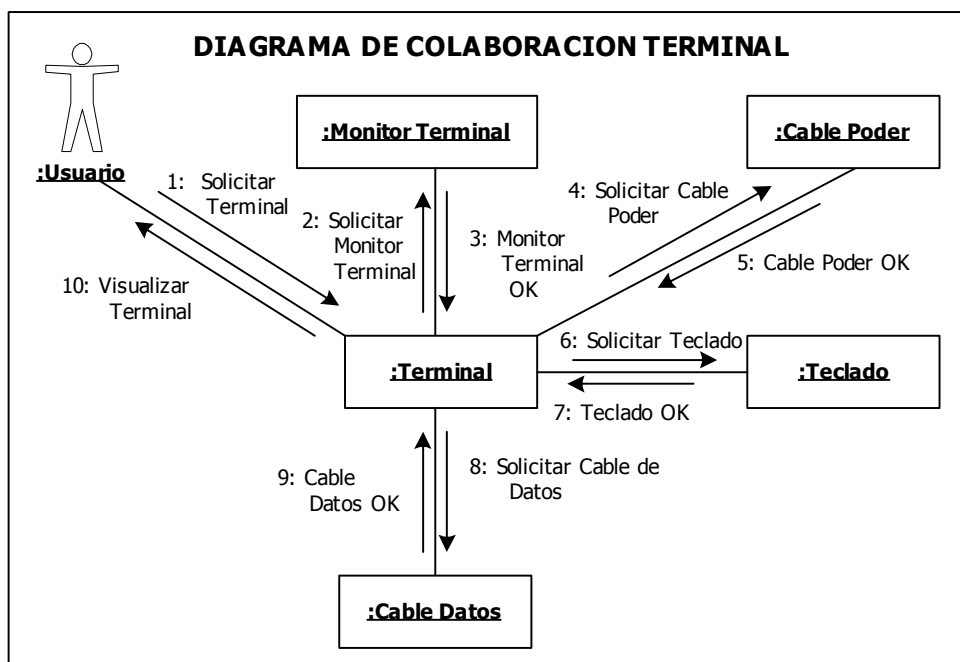 DIAGRAMA DE COLABORACION TERMINAL
:Monitor Terminal
:Cable Poder
:Usuario
1: Solicitar
Terminal
2: Solicitar
Monitor
Terminal
3: Monitor
Terminal
OK
4: Solicitar Cable
Poder
5: Cable Poder OK
10: Visualizar
Terminal
6: Solicitar Teclado
:Terminal
:Teclado
7: Teclado OK
9: Cable
Datos OK
8: Solicitar Cable de
Datos
:Cable Datos